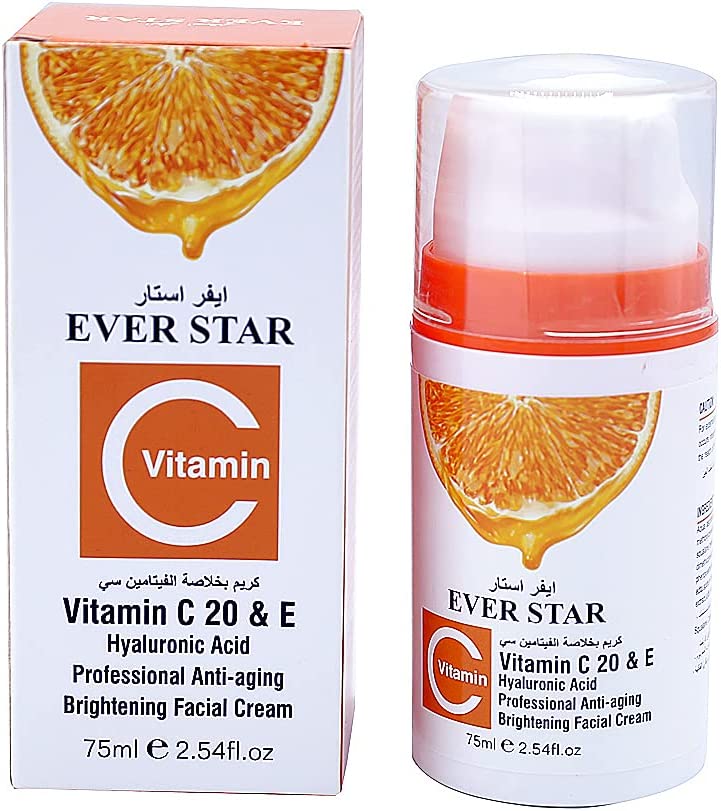 EVER STAR
ايفر استار
EVER STAR
C
Vitamin
كريم بخلاصة الفيتامين سي
Vitamin C 20 & E
Hyaluronic Acid
Professional Anti-aging
Brightening Facial Cream
75ml e 2.54fl.oz
ايفر استار
EVER STAR
C
Vitamin
كريم بخلاصة الفيتامين سي
Vitamin C 20 & E
Hyaluronic Acid
Professional Anti-aging
Brightening Facial Cream
75ml e 2.54fl.oz
CAUTION